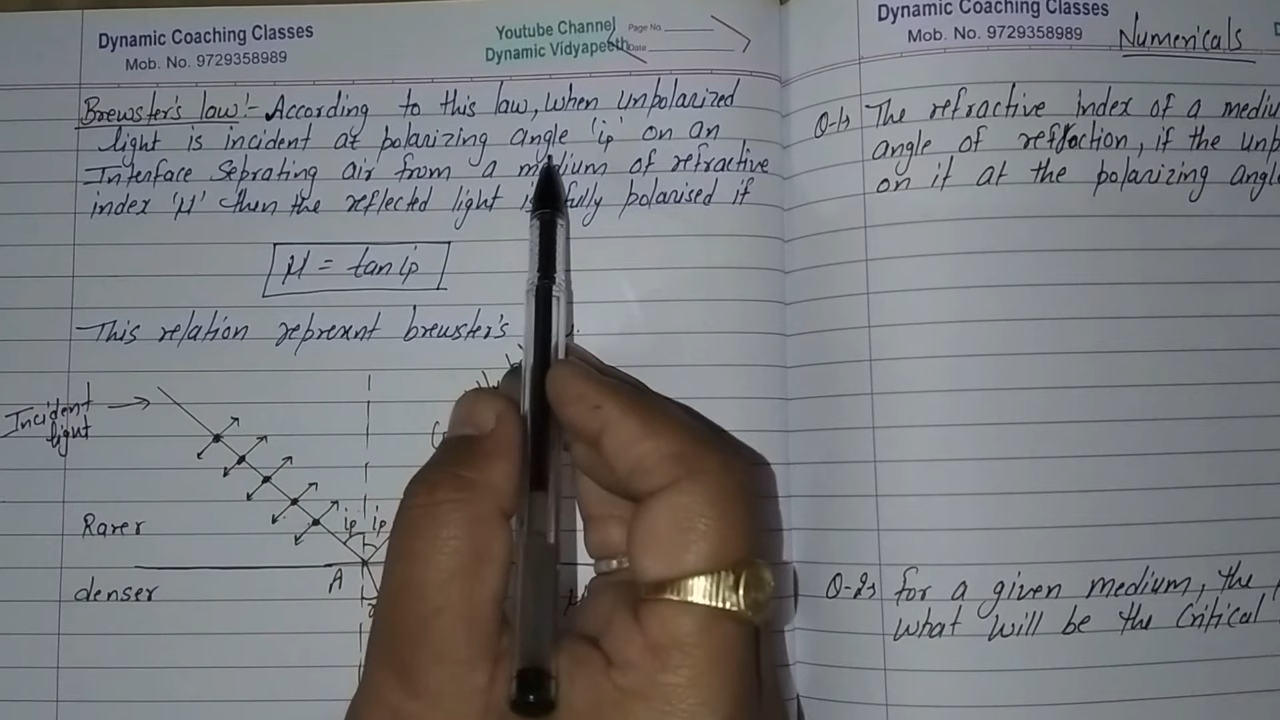 Dynamic Coaching Classes
Mob. No. 9729358989
Youtube Channel
Dynamic Vidyapeeth
Page No.
Date
Brewster's law:- According to this law, when unpolarized
light is incident at polarizing angle 'ip' on an
Interface Seprating air from a medium of refractive
index 'μ' then the reflected light is fully polarised if
μ = tan ip
This relation reprexnt brewster's
Incident
light
Rarer
ip ip
A
denser
Dynamic Coaching Classes
Mob. No. 9729358989
Numericals
Q-1) The refractive index of a
angle of reflection, if the
on it at the polarizing
Q-2) for a given medium, the
what will be the Critical